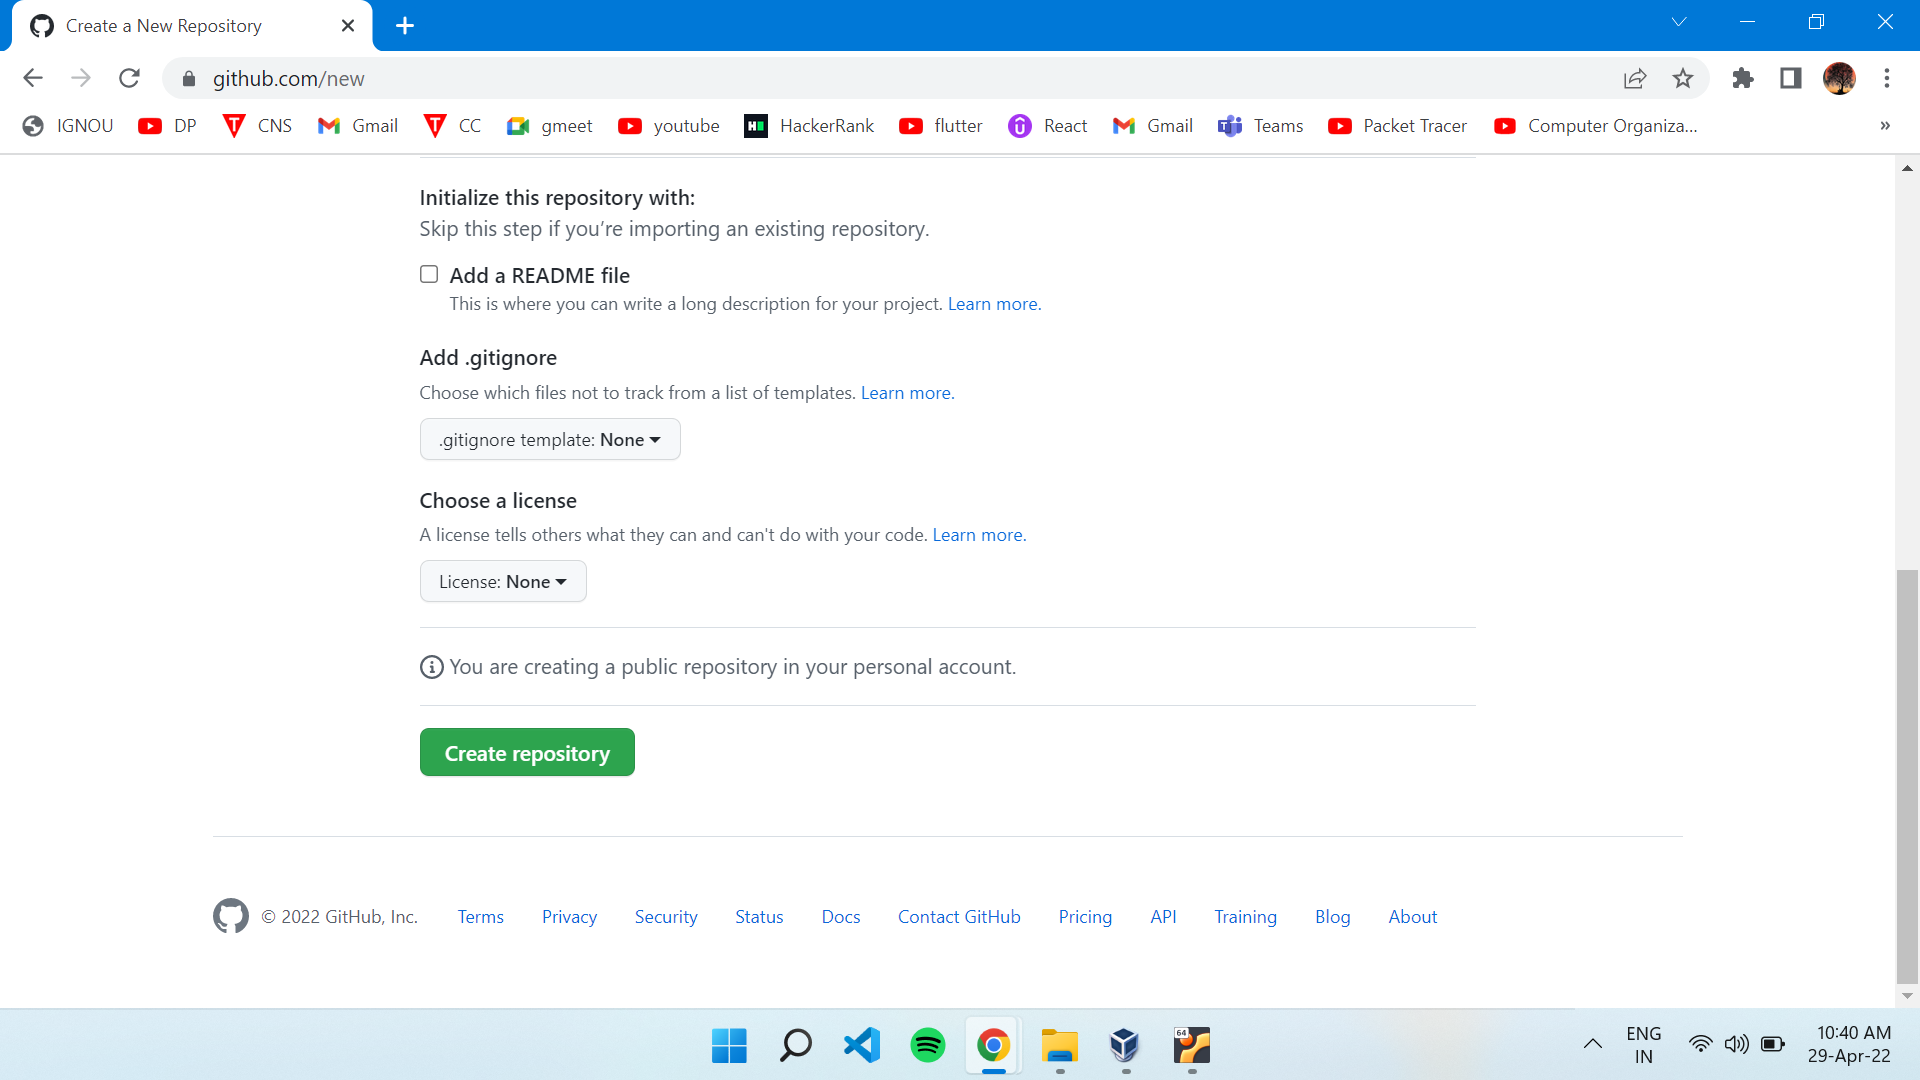 Create a New Repository
github.com/new
IGNOU DP CNS Gmail CC gmeet youtube HackerRank flutter React Gmail Teams Packet Tracer Computer Organiza... »
Initialize this repository with:
Skip this step if you’re importing an existing repository.
Add a README file
This is where you can write a long description for your project. Learn more.
Add .gitignore
Choose which files not to track from a list of templates. Learn more.
.gitignore template: None
Choose a license
A license tells others what they can and can't do with your code. Learn more.
License: None
You are creating a public repository in your personal account.
Create repository
© 2022 GitHub, Inc. Terms Privacy Security Status Docs Contact GitHub Pricing API Training Blog About
64
ENG
IN
10:40 AM
29-Apr-22